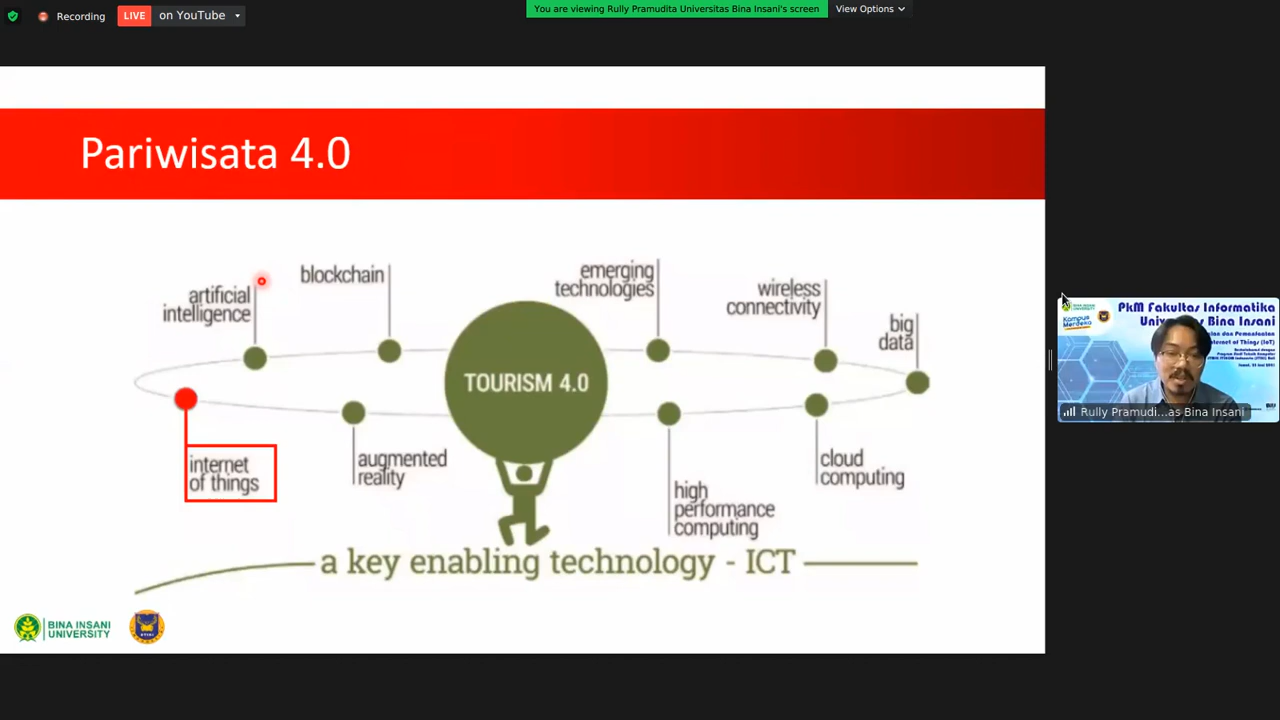 Recording
LIVE
on YouTube
You are viewing Rully Pramudita Universitas Bina Insani's screen
View Options
Pariwisata 4.0
artificial
intelligence
blockchain
emerging
technologies
wireless
connectivity
big
data
TOURISM 4.0
internet
of things
augmented
reality
high
performance
computing
cloud
computing
a key enabling technology - ICT
BINA INSANI
UNIVERSITY
PkM Fakultas Informatika
Bina Insani
Kampus
Merdeka
Internet of Things (IoT)
Rully Pramudi...as Bina Insani